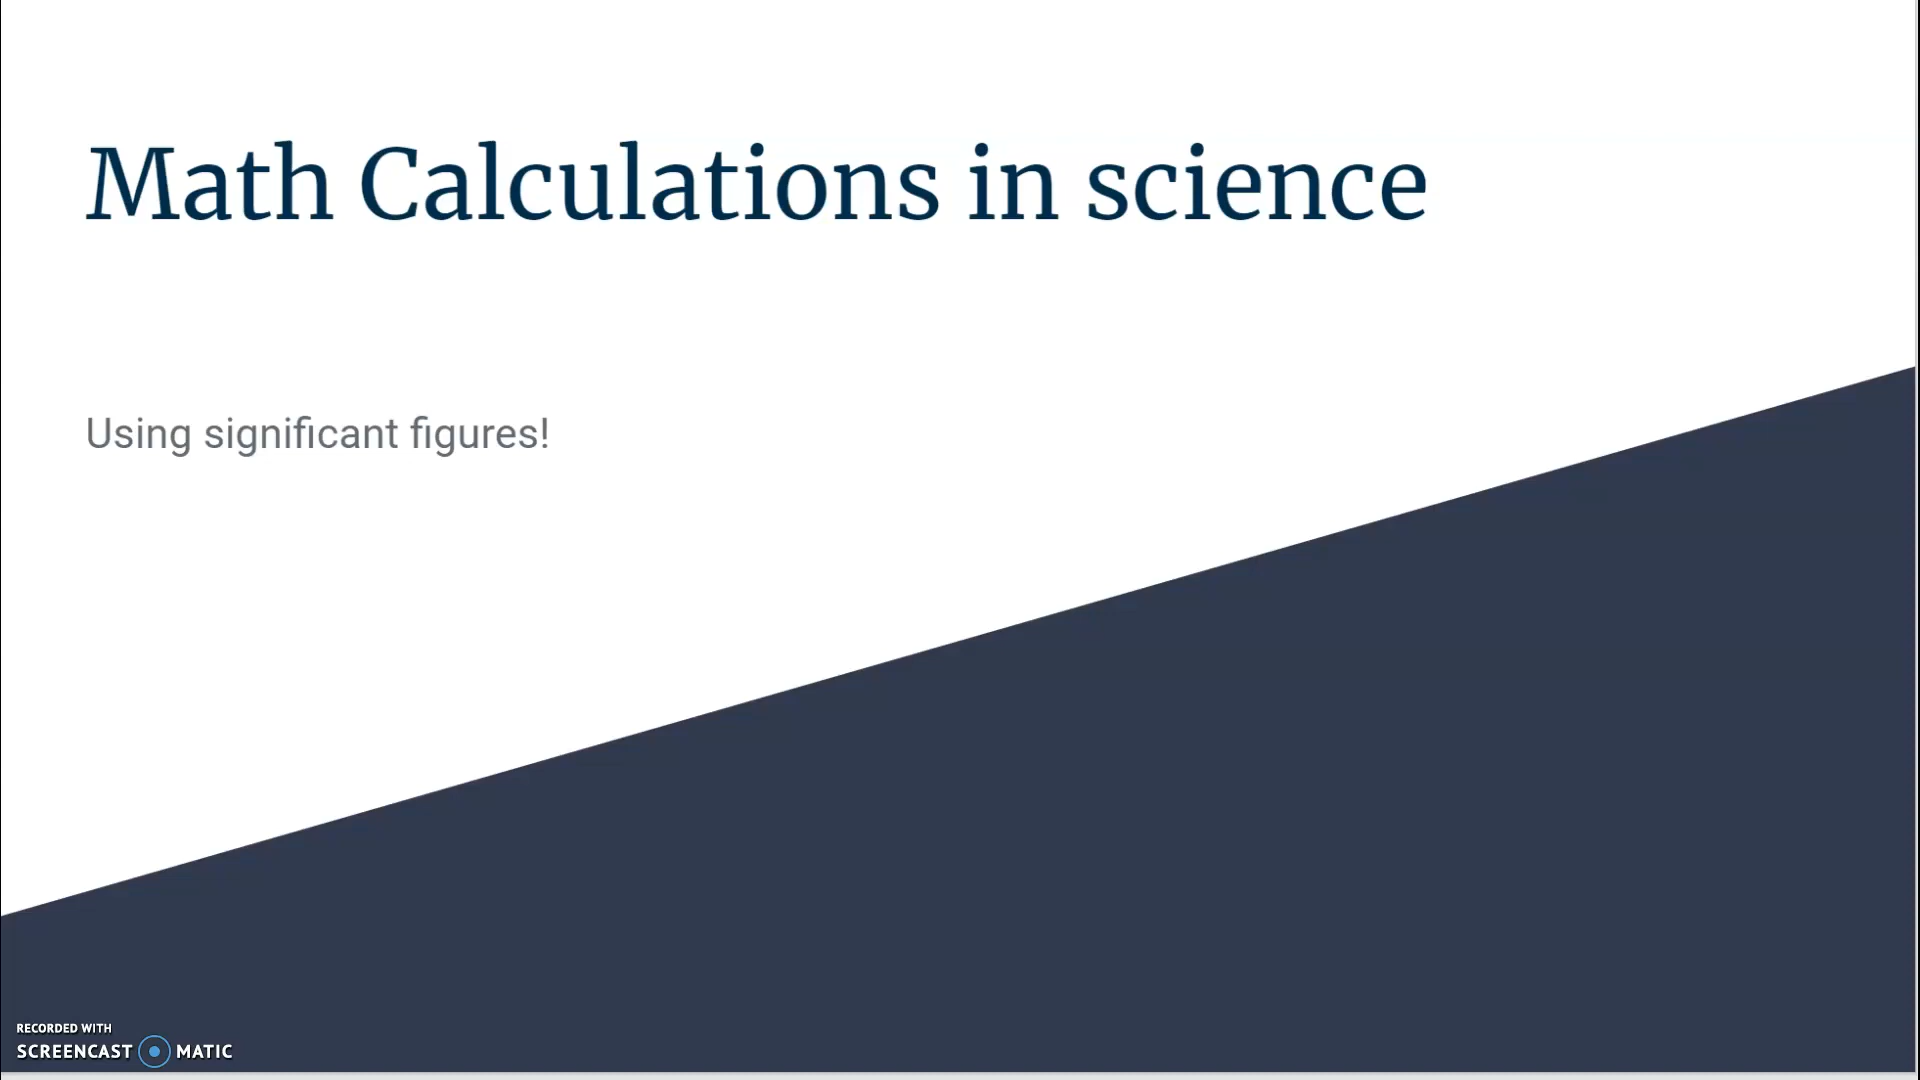 Math Calculations in science
Using significant figures!
RECORDED WITH
SCREENCAST MATIC